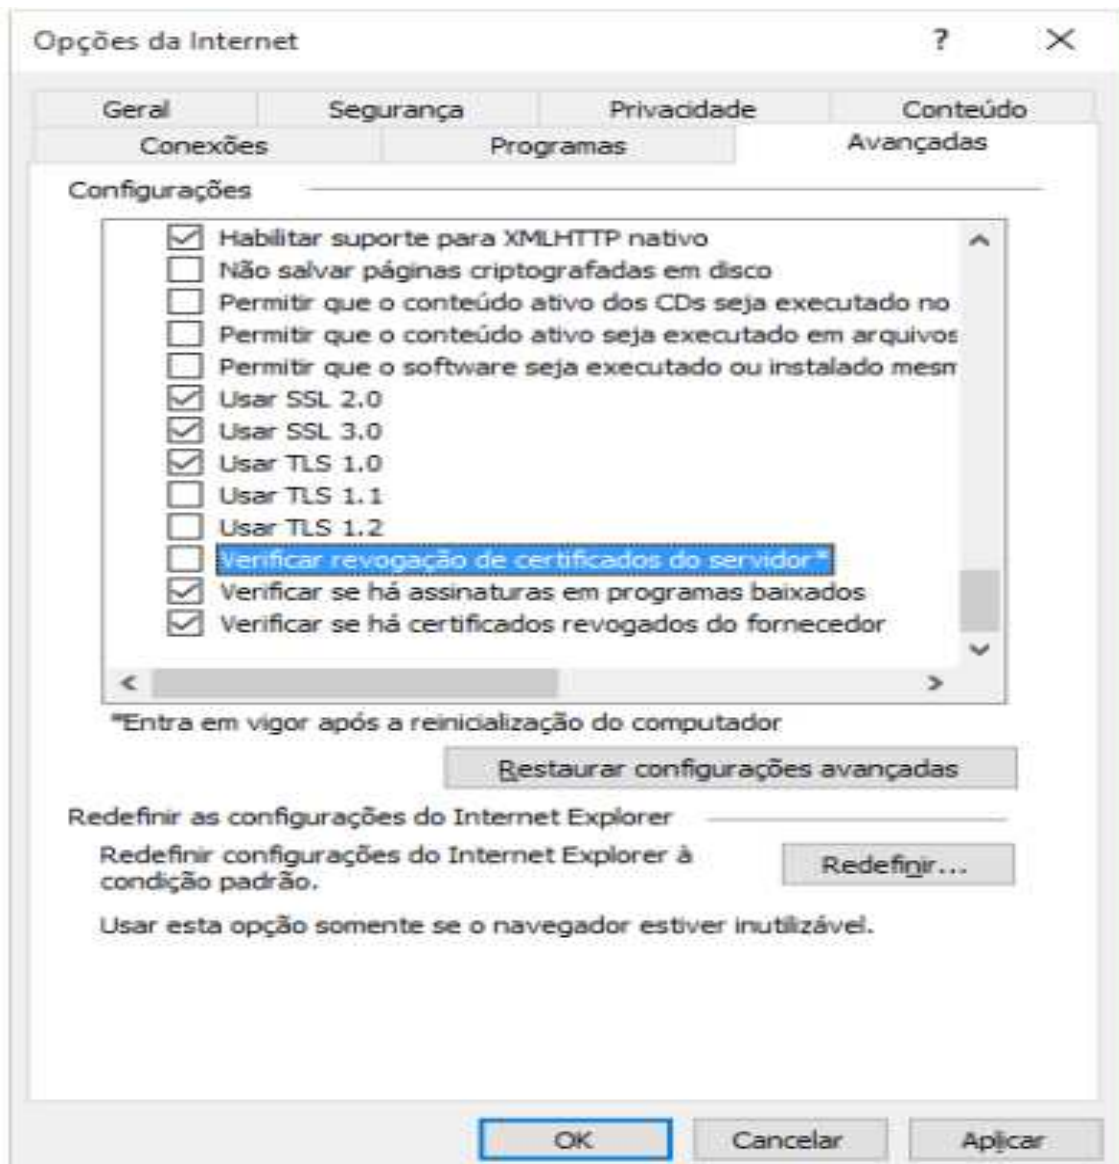 Opções da Internet
?
Geral
Segurança
Privacidade
Conteúdo
Conexões
Programas
Avançadas
Configurações
Habilitar suporte para XMLHTTP nativo
Não salvar páginas criptografadas em disco
Permitir que o conteúdo ativo dos CDs seja executado no
Permitir que o conteúdo ativo seja executado em arquivos
Permitir que o software seja executado ou instalado mesm
Usar SSL 2.0
Usar SSL 3.0
Usar TLS 1.0
Usar TLS 1.1
Usar TLS 1.2
Verificar revogação de certificados do servidor*
Verificar se há assinaturas em programas baixados
Verificar se há certificados revogados do fornecedor
*Entra em vigor após a reinicialização do computador
Restaurar configurações avançadas
Redefinir as configurações do Internet Explorer
Redefinir configurações do Internet Explorer à
condição padrão.
Redefinir...
Usar esta opção somente se o navegador estiver inutilizável.
OK
Cancelar
Aplicar